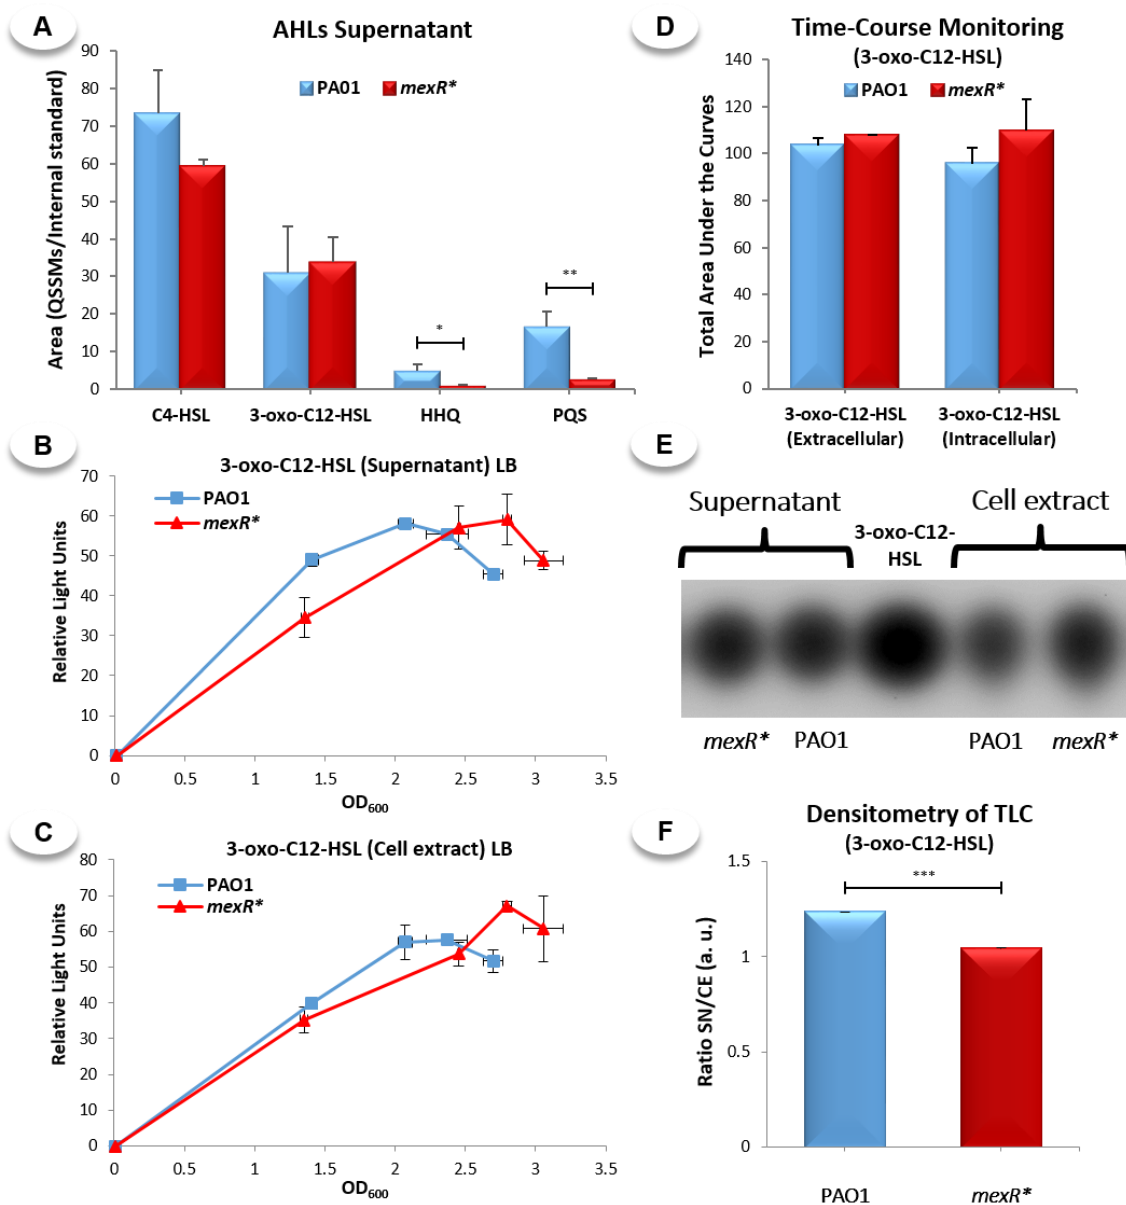 A
AHLs Supernatant
90
80
70
60
50
40
30
20
10
0
Area (QSSMs/Internal standard)
PA01
mexR*
*
**
C4-HSL
3-oxo-C12-HSL
HHQ
PQS
D
Time-Course Monitoring
(3-oxo-C12-HSL)
140
120
100
80
60
40
20
0
Total Area Under the Curves
PAO1
mexR*
3-oxo-C12-HSL
(Extracellular)
3-oxo-C12-HSL
(Intracellular)
B
3-oxo-C12-HSL (Supernatant) LB
70
60
50
40
30
20
10
0
Relative Light Units
PAO1
mexR*
0 0.5 1 1.5 2 2.5 3 3.5
OD600
E
Supernatant
3-oxo-C12-
HSL
Cell extract
mexR* PAO1 PAO1 mexR*
C
3-oxo-C12-HSL (Cell extract) LB
80
70
60
50
40
30
20
10
0
Relative Light Units
PAO1
mexR*
0 0.5 1 1.5 2 2.5 3 3.5
OD600
F
Densitometry of TLC
(3-oxo-C12-HSL)
1.5
1
0.5
0
Ratio SN/CE (a. u.)
***
PAO1
mexR*